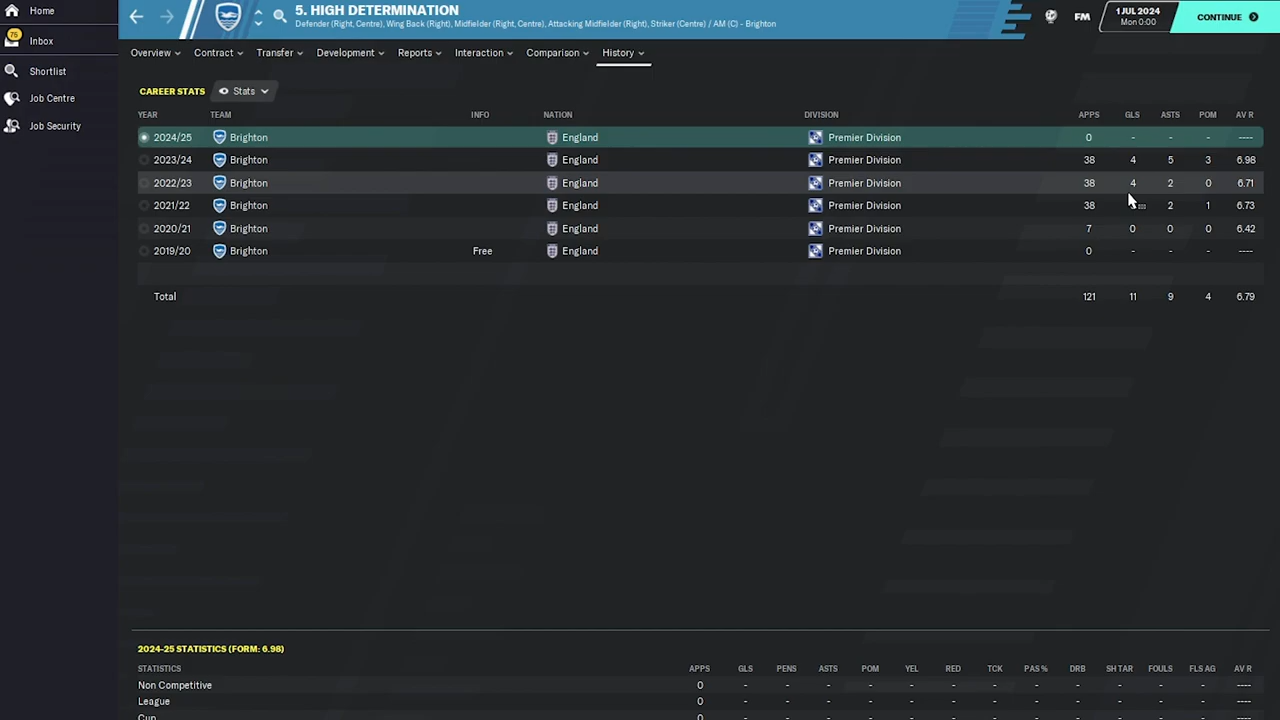 5. HIGH DETERMINATION
Defender (Right, Centre), Wing Back (Right), Midfielder (Right, Centre), Attacking Midfielder (Right), Striker (Centre) / AM (C) - Brighton
FM
1 JUL 2024
Mon 0:00
CONTINUE
Home
75
Inbox
Shortlist
Job Centre
Job Security
Overview Contract Transfer Development Reports Interaction Comparison History
CAREER STATS Stats
YEAR TEAM INFO NATION DIVISION APPS GLS ASTS POM AV R
2024/25 Brighton England Premier Division 0 - - - ----
2023/24 Brighton England Premier Division 38 4 5 3 6.98
2022/23 Brighton England Premier Division 38 4 2 0 6.71
2021/22 Brighton England Premier Division 38 2 1 6.73
2020/21 Brighton England Premier Division 7 0 0 0 6.42
2019/20 Brighton Free England Premier Division 0 - - - ----
Total 121 11 9 4 6.79
2024-25 STATISTICS (FORM: 6.98)
STATISTICS APPS GLS PENS ASTS POM YEL RED TCK PAS % DRB SH TAR FOULS FLS AG AV R
Non Competitive 0 - - - - - - - - - - - - ----
League 0 - - - - - - - - - - - - ----
Cup 0 - - - - - - - - - - - - ----